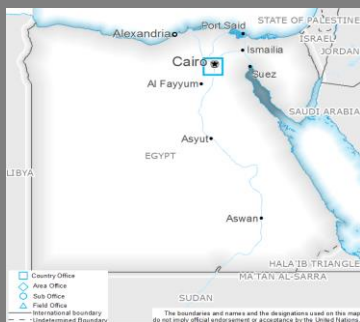 STATE OF PALESTINE
Port Said
Alexandria
ISRAEL
Ismailia
JORDAN
Cairo
Suez
Al Fayyum
SAUDI ARABIA
Asyut
EGYPT
LIBYA
Aswan
HALA'IB TRIANGLE
MA'TAN AL-SARRA
SUDAN
Country Office
Area Office
Sub Office
Field Office
International boundary
Undetermined Boundary
The boundaries and names and the designations used on this map
do not imply official endorsement or acceptance by the United Nations.